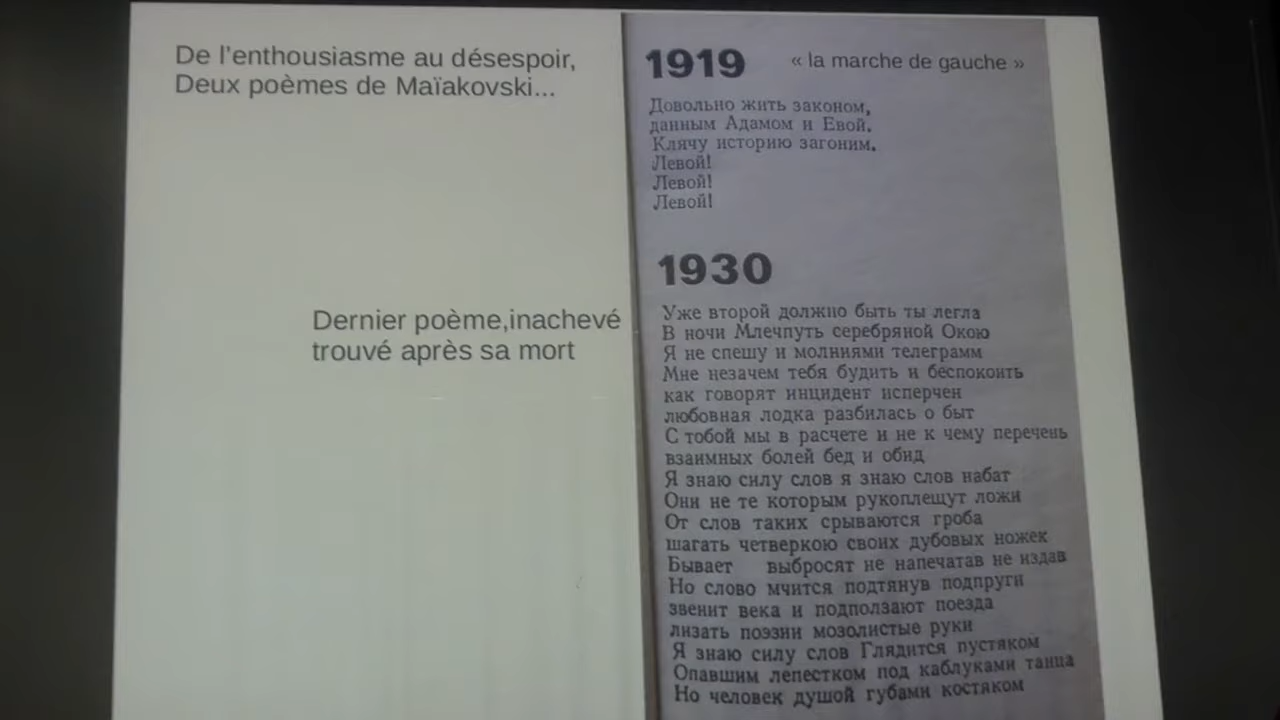 De l'enthousiasme au désespoir,
Deux poèmes de Maïakovski...
1919
« la marche de gauche »
Довольно жить законом,
данным Адамом и Евой.
Клячу историю загоним.
Левой!
Левой!
Левой!
1930
Dernier poème,inachevé
trouvé après sa mort
Уже второй должно быть ты легла
В ночи Млечпуть серебряной Окою
Я не спешу и молниями телеграмм
Мне незачем тебя будить и беспокоить
как говорят инцидент исперчен
любовная лодка разбилась о быт
С тобой мы в расчете и не к чему перечень
взаимных болей бед и обид
Я знаю силу слов я знаю слов набат
Они не те которым рукоплещут ложи
От слов таких срываются гроба
шагать четверкою своих дубовых ножек
Бывает выбросят не напечатав не издав
Но слово мчится подтянув подпруги
звенит века и подползают поезда
лизать поэзии мозолистые руки
Я знаю силу слов Глядится пустяком
Опавшим лепестком под каблуками танца
Но человек душой губами костяком